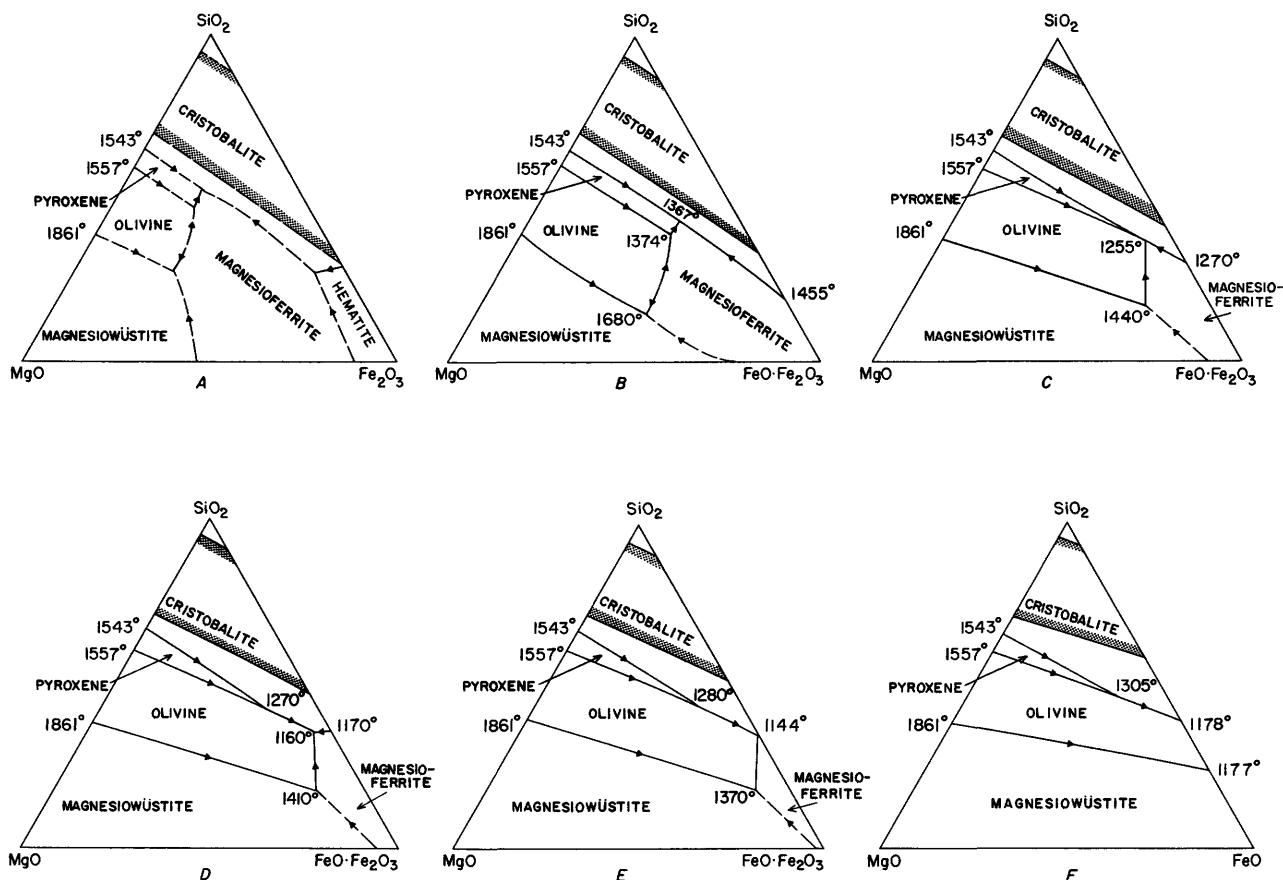 SiO₂
CRISTOBALITE
1543°
1557°
PYROXENE
OLIVINE
1861°
MAGNESIOFERRITE
HEMATITE
MAGNESIOWÜSTITE
MgO
Fe₂O₃
A
SiO₂
CRISTOBALITE
1543°
1557°
PYROXENE
1367°
OLIVINE
1861°
1374°
MAGNESIOFERRITE
1455°
1680°
MAGNESIOWÜSTITE
MgO
FeO·Fe₂O₃
B
SiO₂
CRISTOBALITE
1543°
1557°
PYROXENE
OLIVINE
1861°
1255°
1270°
MAGNESIO-
FERRITE
1440°
MAGNESIOWÜSTITE
MgO
FeO·Fe₂O₃
C
SiO₂
CRISTOBALITE
1543°
1557°
PYROXENE
1270°
OLIVINE
1861°
1160°
1170°
MAGNESIO-
FERRITE
1410°
MAGNESIOWÜSTITE
MgO
FeO·Fe₂O₃
D
SiO₂
CRISTOBALITE
1543°
1557°
PYROXENE
1280°
OLIVINE
1861°
1144°
MAGNESIO-
FERRITE
1370°
MAGNESIOWÜSTITE
MgO
FeO·Fe₂O₃
E
SiO₂
CRISTOBALITE
1543°
1557°
PYROXENE
1305°
OLIVINE
1861°
1178°
1177°
MAGNESIOWÜSTITE
MgO
FeO
F